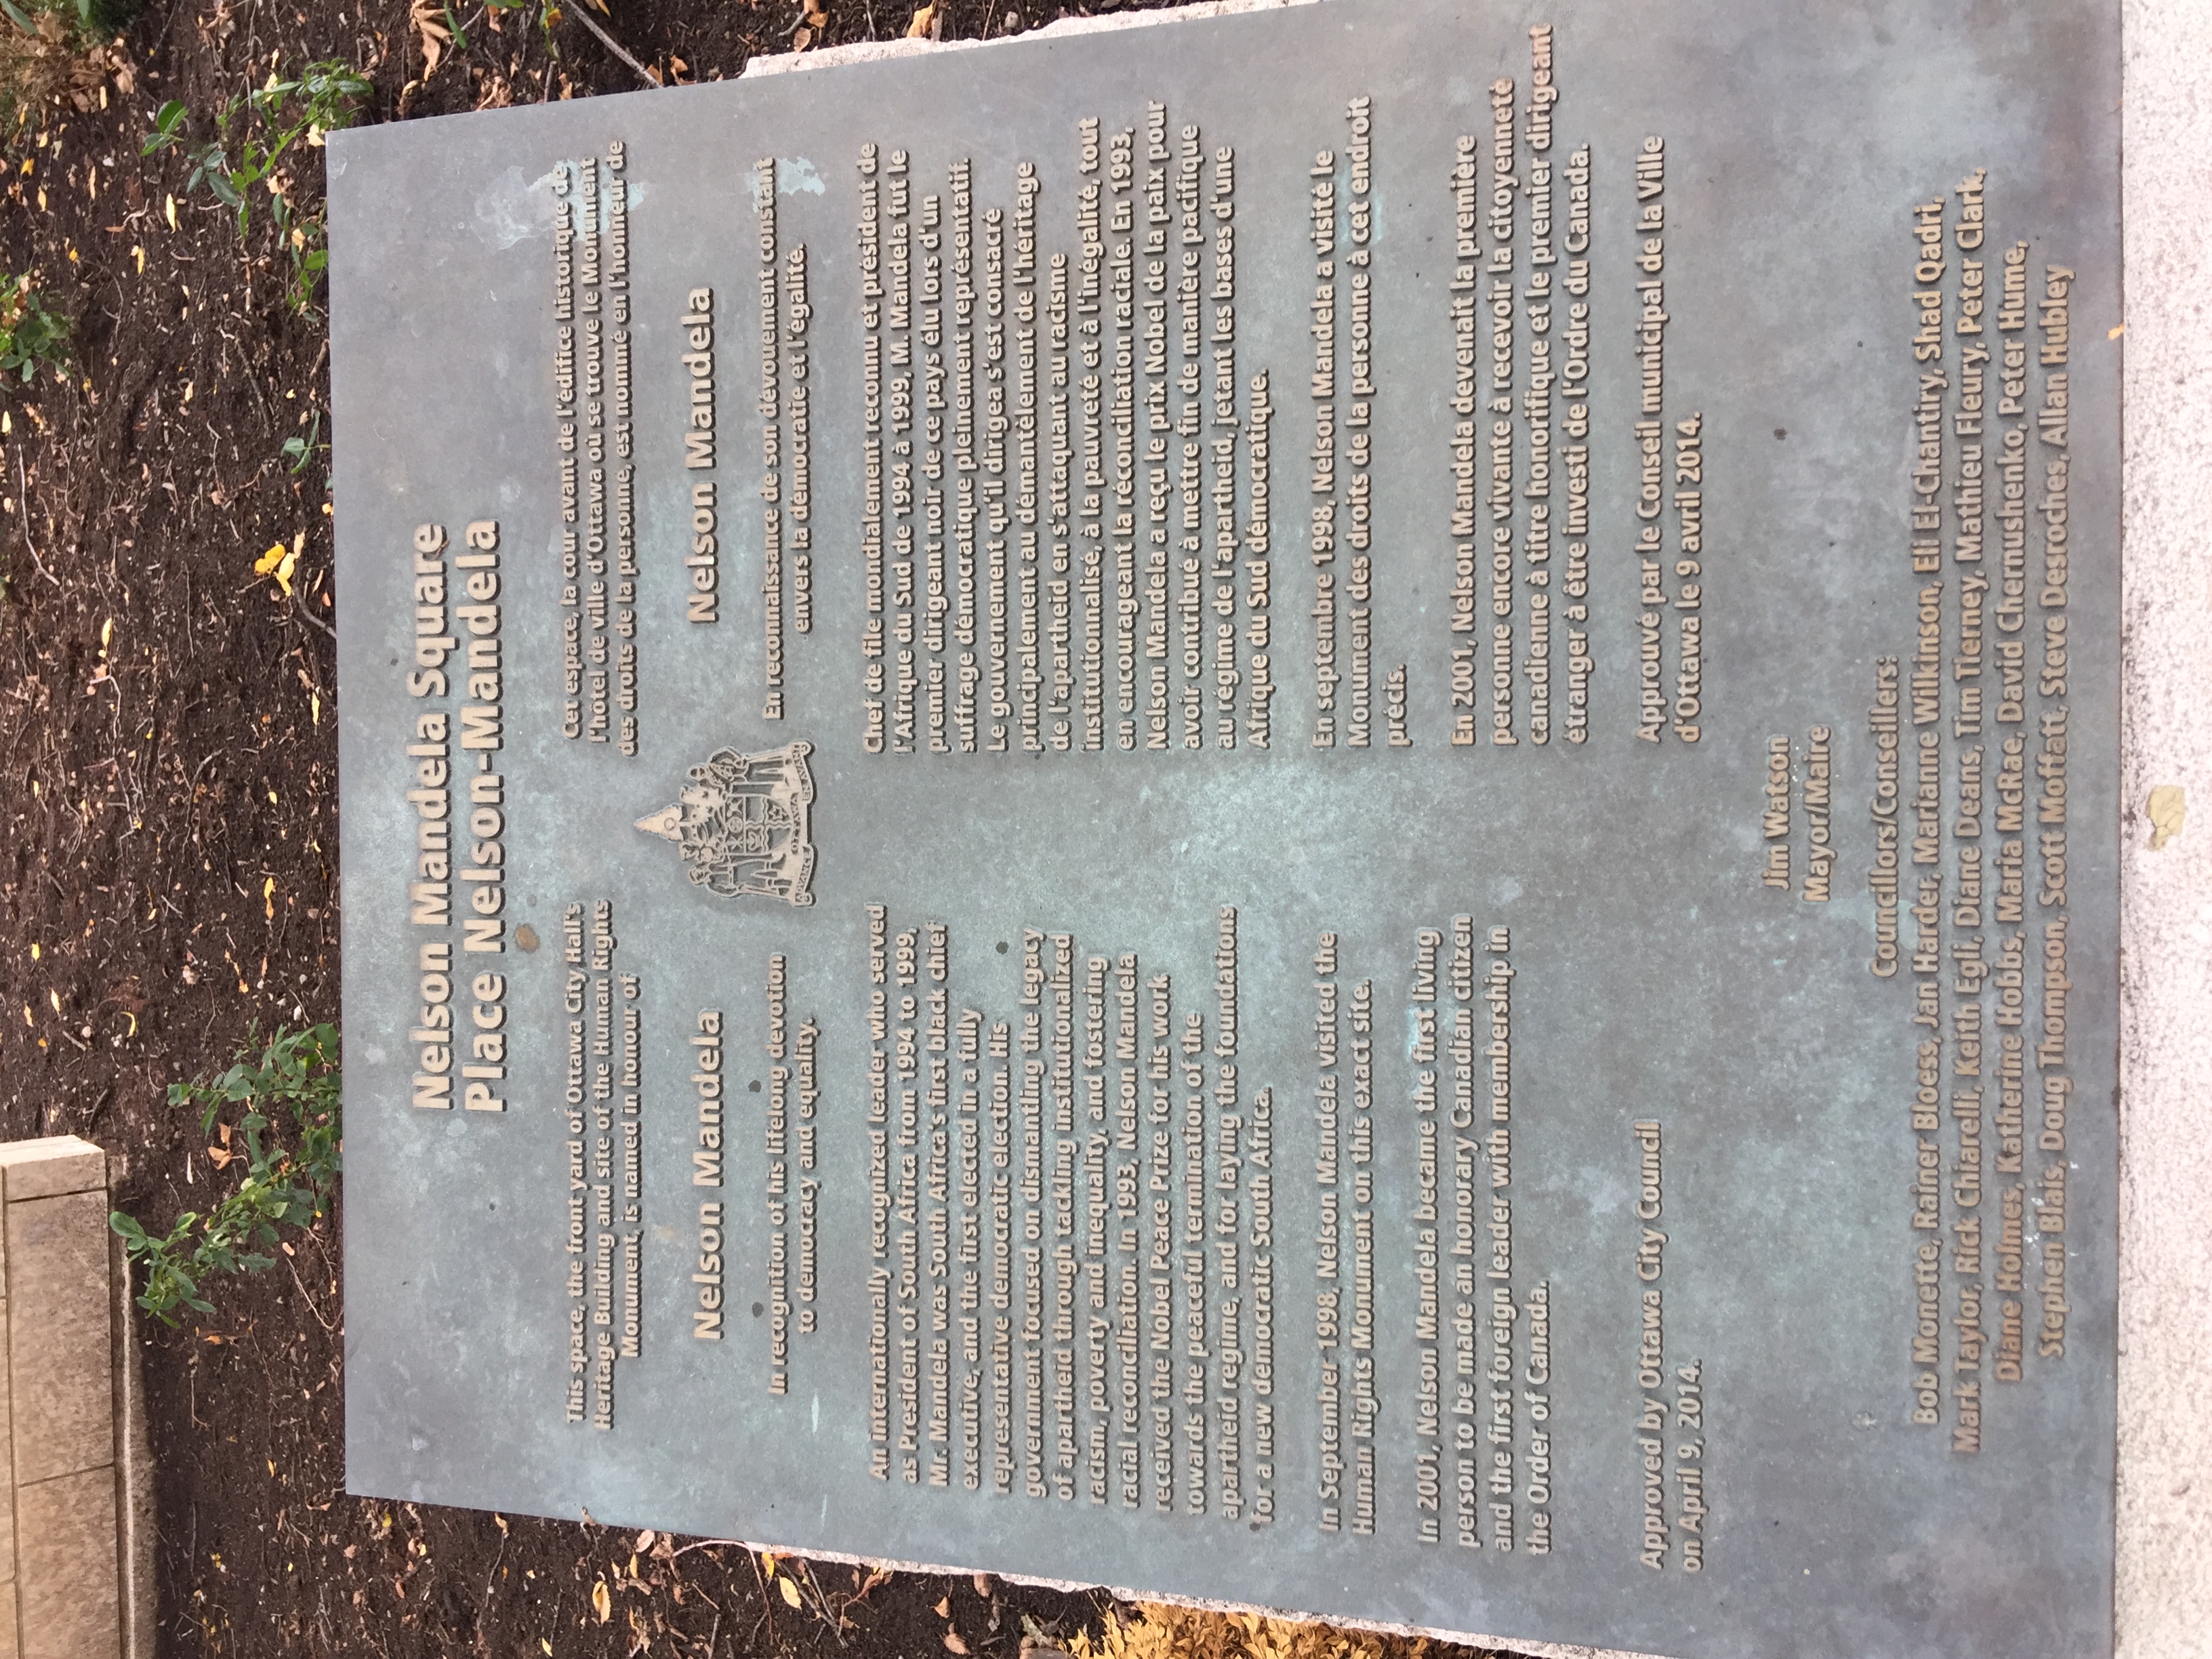 Nelson Mandela Square
Place Nelson-Mandela
This space, the front yard of Ottawa City Hall's
Heritage Building and site of the Human Rights
Monument, is named in honour of
Nelson Mandela
In recognition of his lifelong devotion
to democracy and equality.
An internationally recognized leader who served
as President of South Africa from 1994 to 1999,
Mr. Mandela was South Africa's first black chief
executive, and the first elected in a fully
representative democratic election. His
government focused on dismantling the legacy
of apartheid through tackling institutionalized
racism, poverty and inequality, and fostering
racial reconciliation. In 1993, Nelson Mandela
received the Nobel Peace Prize for his work
towards the peaceful termination of the
apartheid regime, and for laying the foundations
for a new democratic South Africa.
In September 1998, Nelson Mandela visited the
Human Rights Monument on this exact site.
In 2001, Nelson Mandela became the first living
person to be made an honorary Canadian citizen
and the first foreign leader with membership in
the Order of Canada.
Approved by Ottawa City Council
on April 9, 2014.
ADVANCE OTTAWA EN AVANT
Cet espace, la cour avant de l'édifice historique de
l'hôtel de ville d'Ottawa où se trouve le Monument
des droits de la personne, est nommé en l'honneur de
Nelson Mandela
En reconnaissance de son dévouement constant
envers la démocratie et l'égalité.
Chef de file mondialement reconnu et président de
l'Afrique du Sud de 1994 à 1999, M. Mandela fut le
premier dirigeant noir de ce pays élu lors d'un
suffrage démocratique pleinement représentatif.
Le gouvernement qu'il dirigea s'est consacré
principalement au démantèlement de l'héritage
de l'apartheid en s'attaquant au racisme
institutionnalisé, à la pauvreté et à l'inégalité, tout
en encourageant la réconciliation raciale. En 1993,
Nelson Mandela a reçu le prix Nobel de la paix pour
avoir contribué à mettre fin de manière pacifique
au régime de l'apartheid, jetant les bases d'une
Afrique du Sud démocratique.
En septembre 1998, Nelson Mandela a visité le
Monument des droits de la personne à cet endroit
précis.
En 2001, Nelson Mandela devenait la première
personne encore vivante à recevoir la citoyenneté
canadienne à titre honorifique et le premier dirigeant
étranger à être investi de l'Ordre du Canada.
Approuvé par le Conseil municipal de la Ville
d'Ottawa le 9 avril 2014.
Jim Watson
Mayor/Maire
Councillors/Conseillers:
Bob Monette, Rainer Bloess, Jan Harder, Marianne Wilkinson, Eli El-Chantiry, Shad Qadri,
Mark Taylor, Rick Chiarelli, Keith Egli, Diane Deans, Tim Tierney, Mathieu Fleury, Peter Clark,
Diane Holmes, Katherine Hobbs, Maria McRae, David Chernushenko, Peter Hume,
Stephen Blais, Doug Thompson, Scott Moffatt, Steve Desroches, Allan Hubley